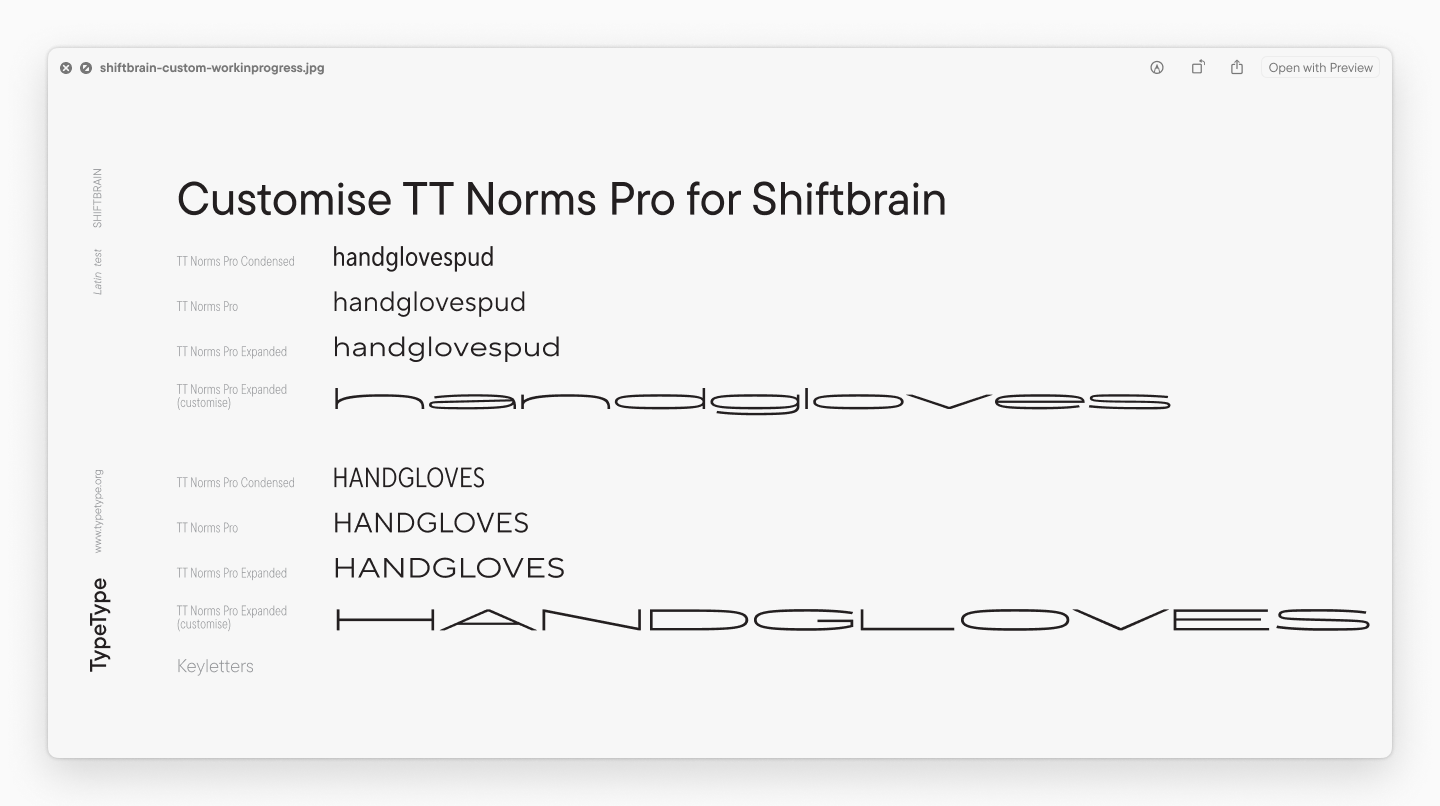 shiftbrain-custom-workinprogress.jpg
Open with Preview
SHIFTBRAIN
Latin test
Customise TT Norms Pro for Shiftbrain
TT Norms Pro Condensed handglovespud
TT Norms Pro handglovespud
TT Norms Pro Expanded handglovespud
TT Norms Pro Expanded
(customise) handgloves
TT Norms Pro Condensed HANDGLOVES
TT Norms Pro HANDGLOVES
TT Norms Pro Expanded HANDGLOVES
TT Norms Pro Expanded
(customise) HANDGLOVES
Keyletters
www.typetype.org
TypeType